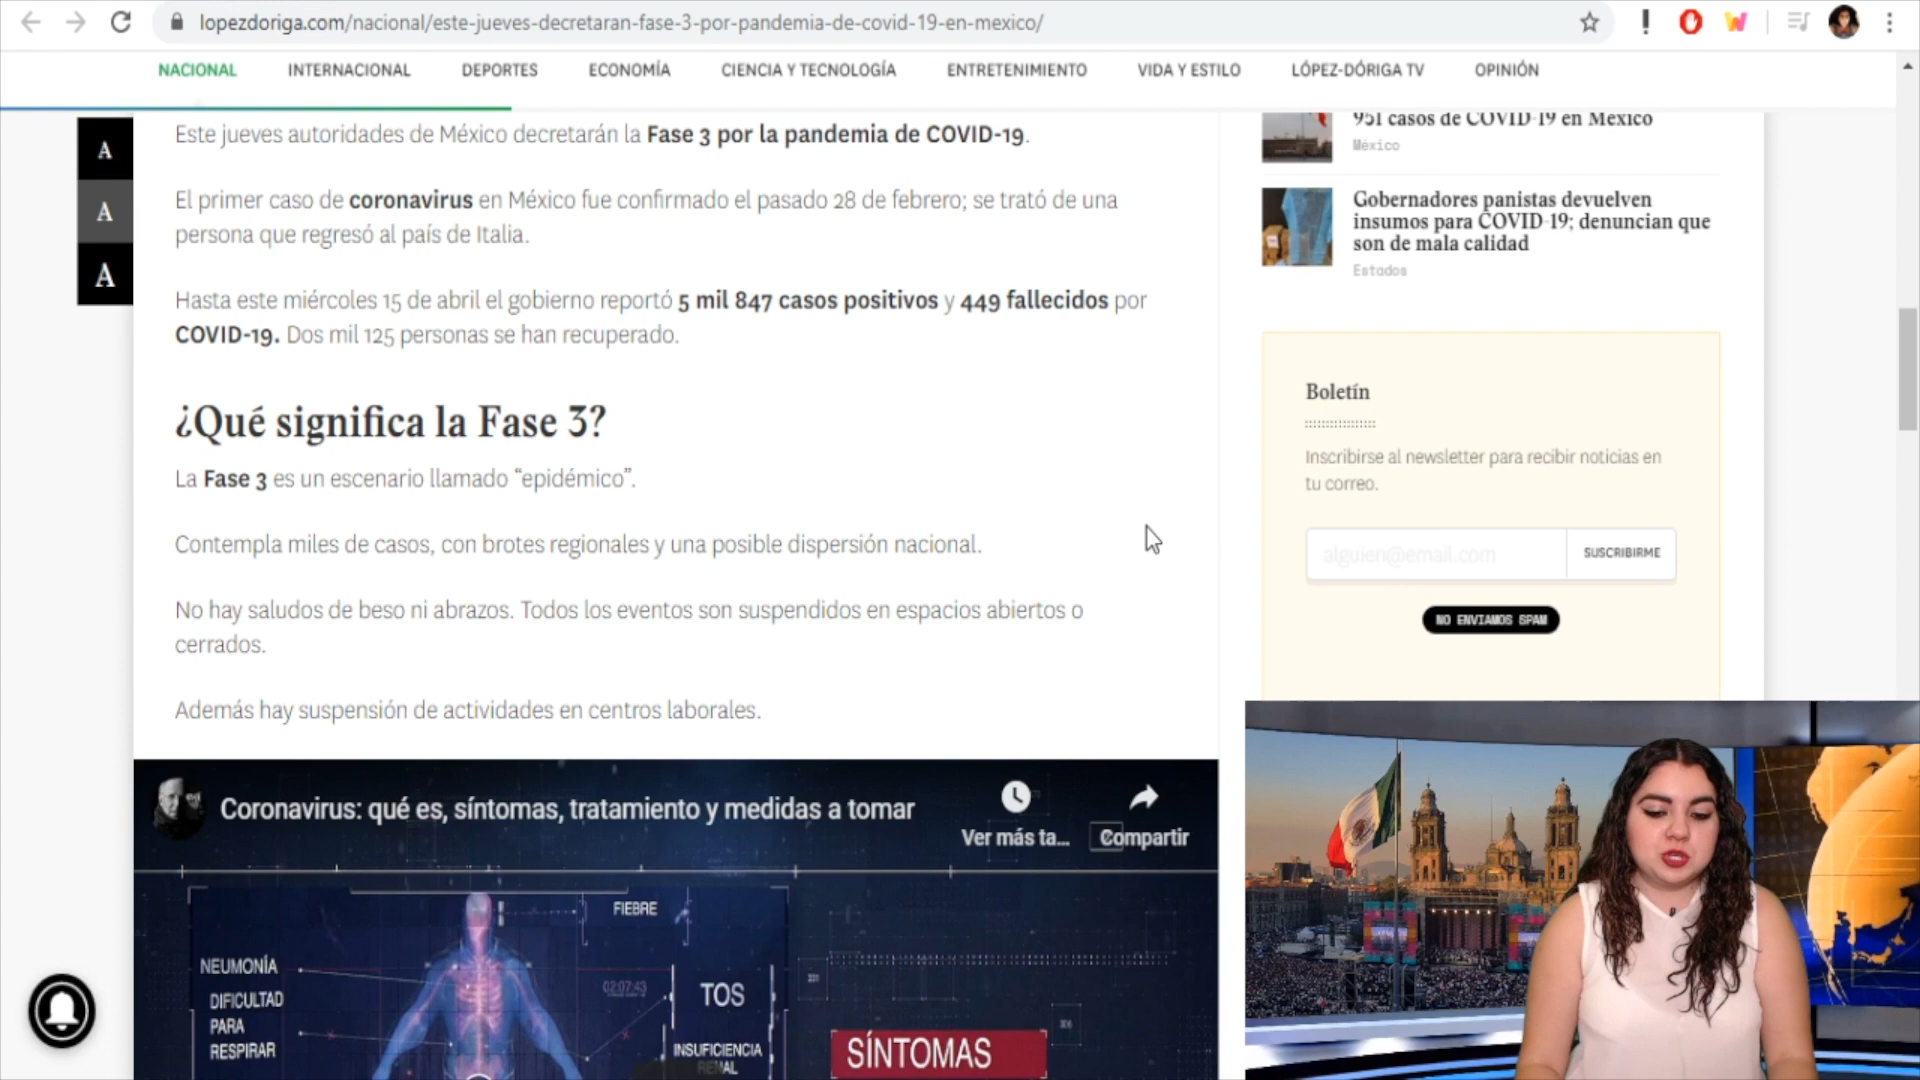 lopezdoriga.com/nacional/este-jueves-decretaran-fase-3-por-pandemia-de-covid-19-en-mexico/
NACIONAL INTERNACIONAL DEPORTES ECONOMÍA CIENCIA Y TECNOLOGÍA ENTRETENIMIENTO VIDA Y ESTILO LÓPEZ-DÓRIGA TV OPINIÓN
A
A
A
Este jueves autoridades de México decretarán la Fase 3 por la pandemia de COVID-19.
El primer caso de coronavirus en México fue confirmado el pasado 28 de febrero; se trató de una
persona que regresó al país de Italia.
Hasta este miércoles 15 de abril el gobierno reportó 5 mil 847 casos positivos y 449 fallecidos por
COVID-19. Dos mil 125 personas se han recuperado.
¿Qué significa la Fase 3?
La Fase 3 es un escenario llamado “epidémico”.
Contempla miles de casos, con brotes regionales y una posible dispersión nacional.
No hay saludos de beso ni abrazos. Todos los eventos son suspendidos en espacios abiertos o
cerrados.
Además hay suspensión de actividades en centros laborales.
Coronavirus: qué es, síntomas, tratamiento y medidas a tomar
Ver más ta...
Compartir
FIEBRE
NEUMONÍA
DIFICULTAD
PARA
RESPIRAR
02:07:43
TOS
INSUFICIENCIA
RENAL
SÍNTOMAS
951 casos de COVID-19 en México
México
Gobernadores panistas devuelven
insumos para COVID-19; denuncian que
son de mala calidad
Estados
Boletín
Inscribirse al newsletter para recibir noticias en
tu correo.
alguien@email.com
SUSCRIBIRME
NO ENVIAMOS SPAM